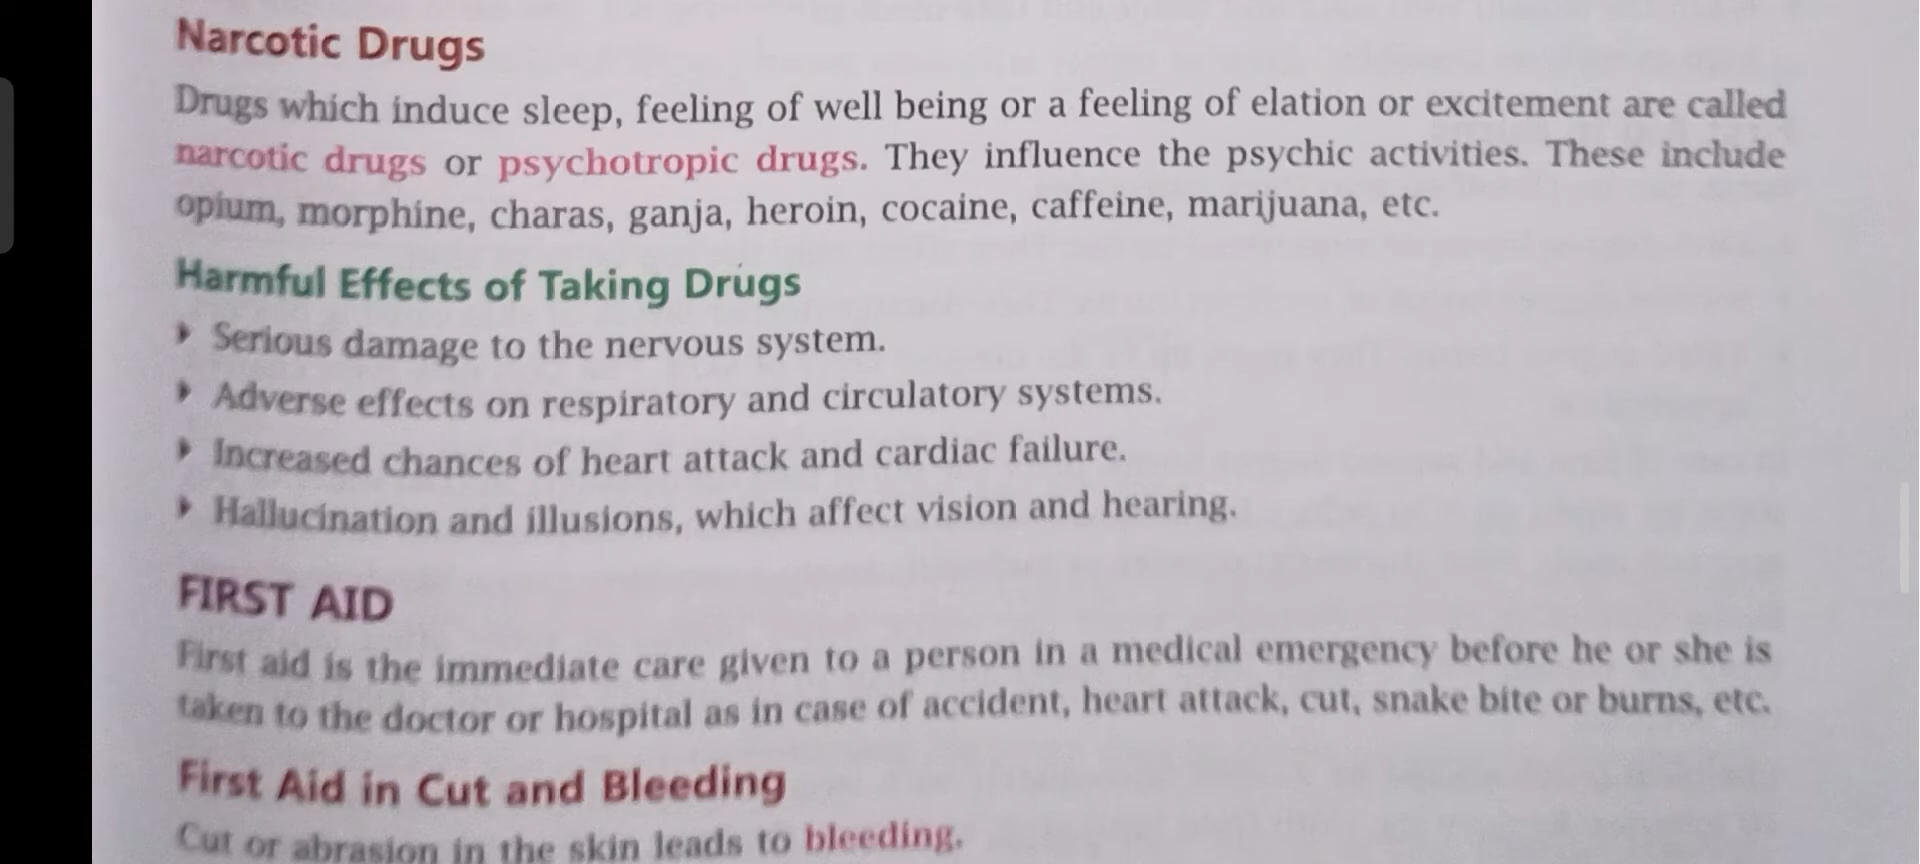 Narcotic Drugs
Drugs which induce sleep, feeling of well being or a feeling of elation or excitement are called
narcotic drugs or psychotropic drugs. They influence the psychic activities. These include
opium, morphine, charas, ganja, heroin, cocaine, caffeine, marijuana, etc.
Harmful Effects of Taking Drugs
Serious damage to the nervous system.
Adverse effects on respiratory and circulatory systems.
Increased chances of heart attack and cardiac failure.
Hallucination and illusions, which affect vision and hearing.
FIRST AID
First aid is the immediate care given to a person in a medical emergency before he or she is
taken to the doctor or hospital as in case of accident, heart attack, cut, snake bite or burns, etc.
First Aid in Cut and Bleeding
Cut or abrasion in the skin leads to bleeding.